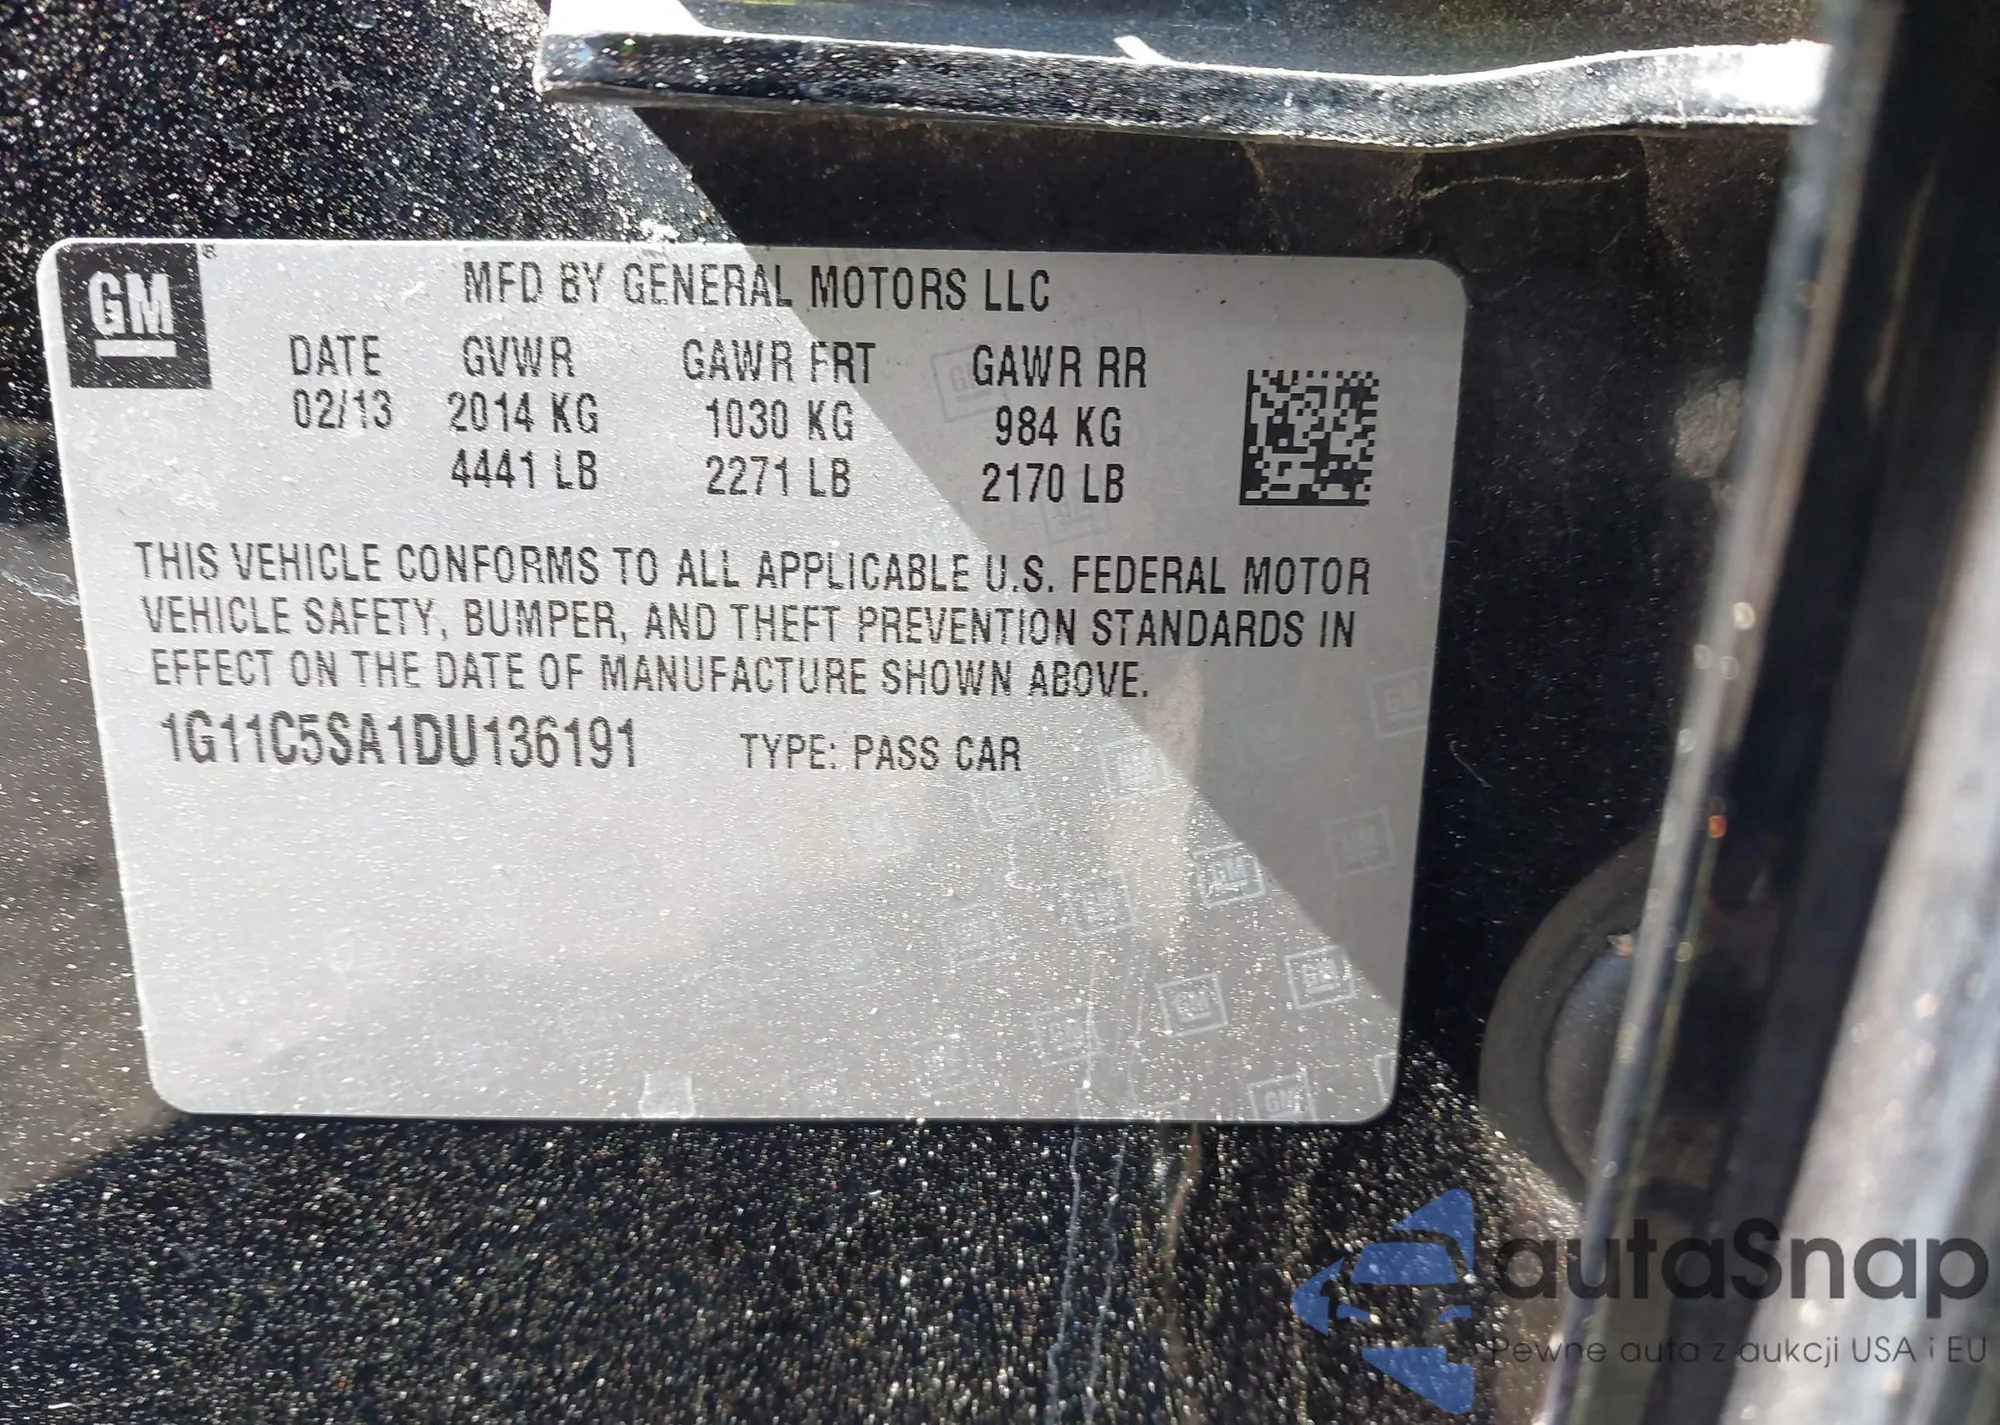 GM
MFD BY GENERAL MOTORS LLC
DATE GVWR GAWR FRT GAWR RR
02/13 2014 KG 1030 KG 984 KG
4441 LB 2271 LB 2170 LB
THIS VEHICLE CONFORMS TO ALL APPLICABLE U.S. FEDERAL MOTOR
VEHICLE SAFETY, BUMPER, AND THEFT PREVENTION STANDARDS IN
EFFECT ON THE DATE OF MANUFACTURE SHOWN ABOVE.
1G11C5SA1DU136191 TYPE: PASS CAR
autaSnap
Pewne auta z aukcji USA i EU